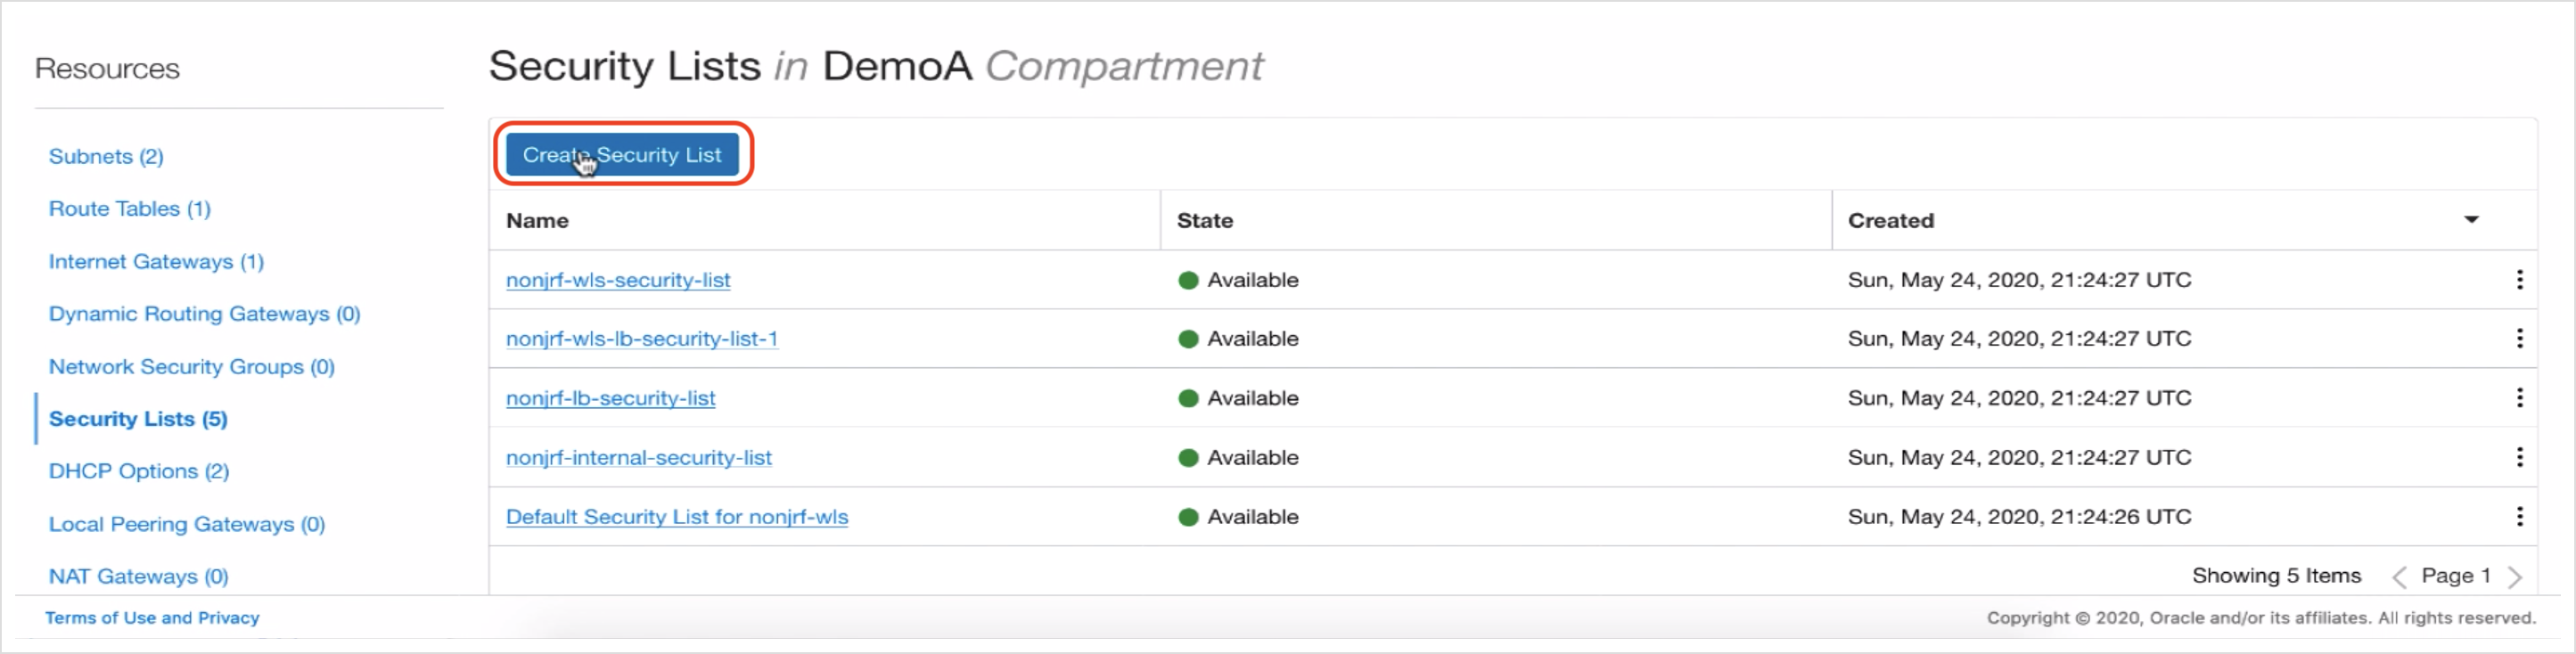 Resources
Subnets (2)
Route Tables (1)
Internet Gateways (1)
Dynamic Routing Gateways (0)
Network Security Groups (0)
Security Lists (5)
DHCP Options (2)
Local Peering Gateways (0)
NAT Gateways (0)
Security Lists in DemoA Compartment
Create Security List
Name State Created
nonjrf-wls-security-list Available Sun, May 24, 2020, 21:24:27 UTC
nonjrf-wls-lb-security-list-1 Available Sun, May 24, 2020, 21:24:27 UTC
nonjrf-lb-security-list Available Sun, May 24, 2020, 21:24:27 UTC
nonjrf-internal-security-list Available Sun, May 24, 2020, 21:24:27 UTC
Default Security List for nonjrf-wls Available Sun, May 24, 2020, 21:24:26 UTC
Showing 5 Items Page 1
Terms of Use and Privacy
Copyright © 2020, Oracle and/or its affiliates. All rights reserved.